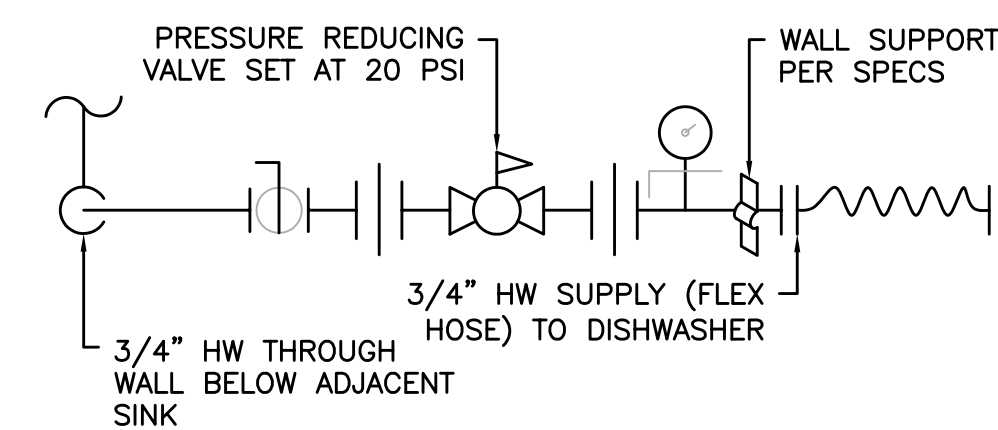 PRESSURE REDUCING
VALVE SET AT 20 PSI
WALL SUPPORT
PER SPECS
3/4" HW SUPPLY (FLEX
HOSE) TO DISHWASHER
3/4" HW THROUGH
WALL BELOW ADJACENT
SINK